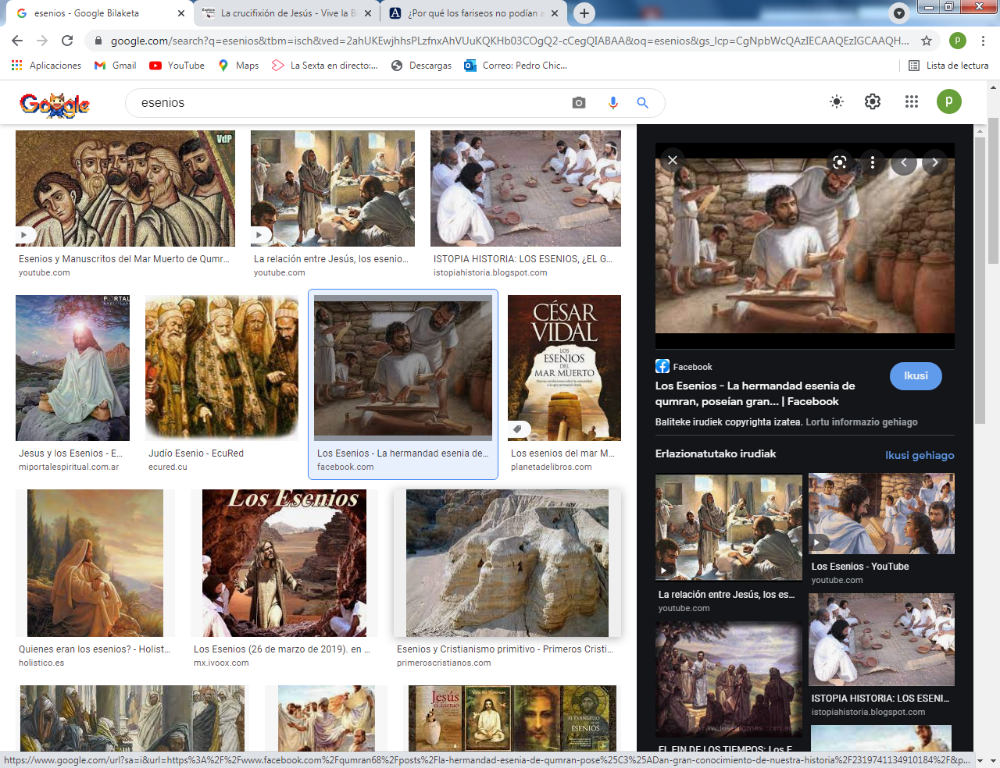 esenios - Google Bilaketa
La crucifixión de Jesús - Vive la B
¿Por qué los fariseos no podían a
google.com/search?q=esenios&tbm=isch&ved=2ahUKEwjhhsPLzfnxAhVUuKQKHb03COgQ2-cCegQIABAA&oq=esenios&gs_lcp=CgNpbWcQAzIECAAQEzIGCAAQH...
p
Aplicaciones
Gmail
YouTube
Maps
La Sexta en directo:...
Descargas
Correo: Pedro Chic...
Lista de lectura
Google
esenios
p
VdP
Esenios y Manuscritos del Mar Muerto de Qumr...
youtube.com
La relación entre Jesús, los esenio...
youtube.com
ISTOPIA HISTORIA: LOS ESENIOS, ¿EL G...
istopiahistoria.blogspot.com
PORTAL
CÉSAR
VIDAL
LOS
ESENIOS
DEL
MAR MUERTO
Jesus y los Esenios - E...
miportalespiritual.com.ar
Judío Esenio - EcuRed
ecured.cu
Los Esenios - La hermandad esenia de...
facebook.com
Los esenios del mar M...
planetadelibros.com
Los Esenios
Quienes eran los esenios? - Holist...
holistico.es
Los Esenios (26 de marzo de 2019). en ...
mx.ivoox.com
Esenios y Cristianismo primitivo - Primeros Cristi...
primeroscristianos.com
Jesús
el Esenio
EL EVANGELIO
ESENIOS
Facebook
Los Esenios - La hermandad esenia de
qumran, poseían gran... | Facebook
Ikusi
Baliteke irudiek copyrighta izatea. Lortu informazio gehiago
Erlazionatutako irudiak
Ikusi gehiago
La relación entre Jesús, los es...
youtube.com
Los Esenios - YouTube
youtube.com
ISTOPIA HISTORIA: LOS ESENI...
istopiahistoria.blogspot.com
EL FIN DE LOS TIEMPOS: Los E
https://www.google.com/url?sa=i&url=https%3A%2F%2Fwww.facebook.com%2Fqumran68%2Fposts%2Fla-hermandad-esenia-de-qumran-pose%25C3%25ADan-gran-conocimiento-de-nuestra-historia%2F2319741134910184%2F&p...